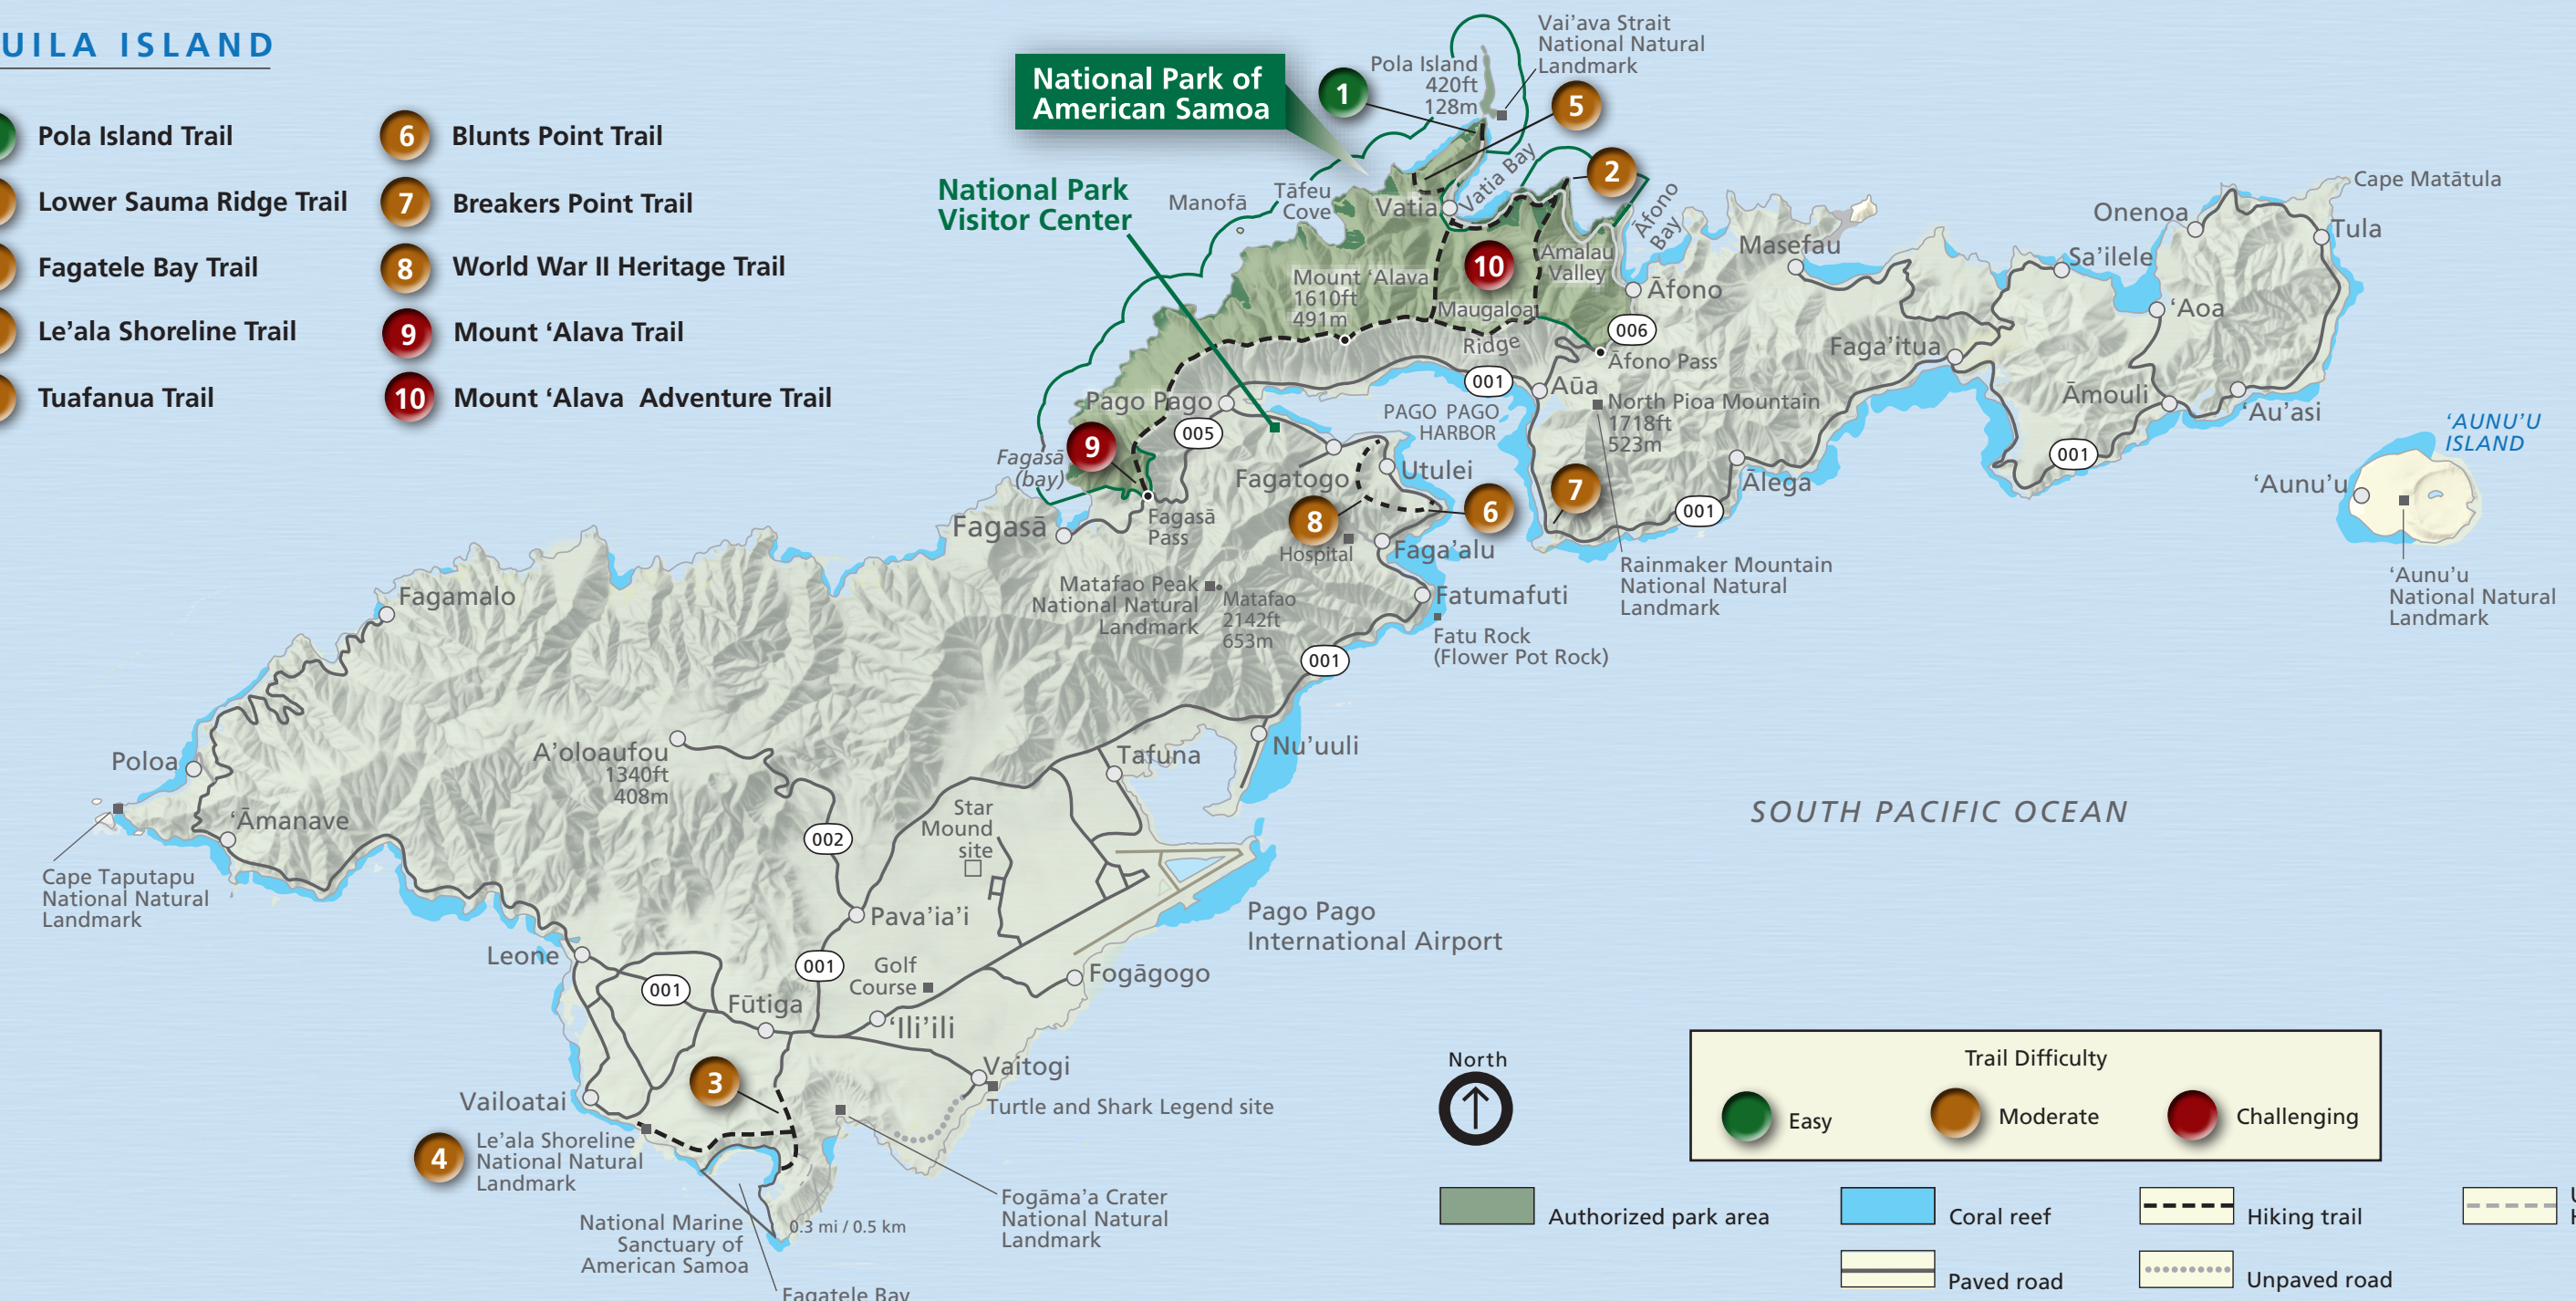 UILA ISLAND
Pola Island Trail
Lower Sauma Ridge Trail
Fagatele Bay Trail
Le’ala Shoreline Trail
Tuafanua Trail
6 Blunts Point Trail
7 Breakers Point Trail
8 World War II Heritage Trail
9 Mount ‘Alava Trail
10 Mount ‘Alava Adventure Trail
National Park of
American Samoa
National Park
Visitor Center
1
Pola Island
420ft
128m
Vai’ava Strait
National Natural
Landmark
5
2
Manofā
Tāfeu
Cove
Vatia
Vatia Bay
Āfono
Bay
Amalau
Valley
10
Mount ‘Alava
1610ft
491m
Maugaloa
Ridge
Āfono
006
Āfono Pass
Masefau
Onenoa
Cape Matātula
Tula
Sa’ilele
‘Aoa
Faga’itua
Āmouli
‘Au’asi
001
‘AUNU’U
ISLAND
‘Aunu’u
‘Aunu’u
National Natural
Landmark
Pago Pago
005
001
Aūa
PAGO PAGO
HARBOR
North Pioa Mountain
1718ft
523m
Ālega
001
7
Rainmaker Mountain
National Natural
Landmark
9
Fagasā
(bay)
Fagasā
Fagasā
Pass
Fagatogo
Utulei
8
6
Hospital
Faga’alu
Matafao Peak
National Natural
Landmark
Matafao
2142ft
653m
Fatumafuti
Fatu Rock
(Flower Pot Rock)
001
Fagamalo
Poloa
‘Āmanave
Cape Taputapu
National Natural
Landmark
A’oloaufou
1340ft
408m
002
Tafuna
Nu’uuli
Star
Mound
site
SOUTH PACIFIC OCEAN
Pava’ia’i
Pago Pago
International Airport
Leone
001
001
Golf
Course
Fogāgogo
Fūtiga
‘Ili’ili
3
Vaitogi
Turtle and Shark Legend site
Vailoatai
4
Le’ala Shoreline
National Natural
Landmark
National Marine
Sanctuary of
American Samoa
0.3 mi / 0.5 km
Fogāma’a Crater
National Natural
Landmark
Fagatele Bay
North
Trail Difficulty
Easy
Moderate
Challenging
Authorized park area
Coral reef
Hiking trail
Paved road
Unpaved road